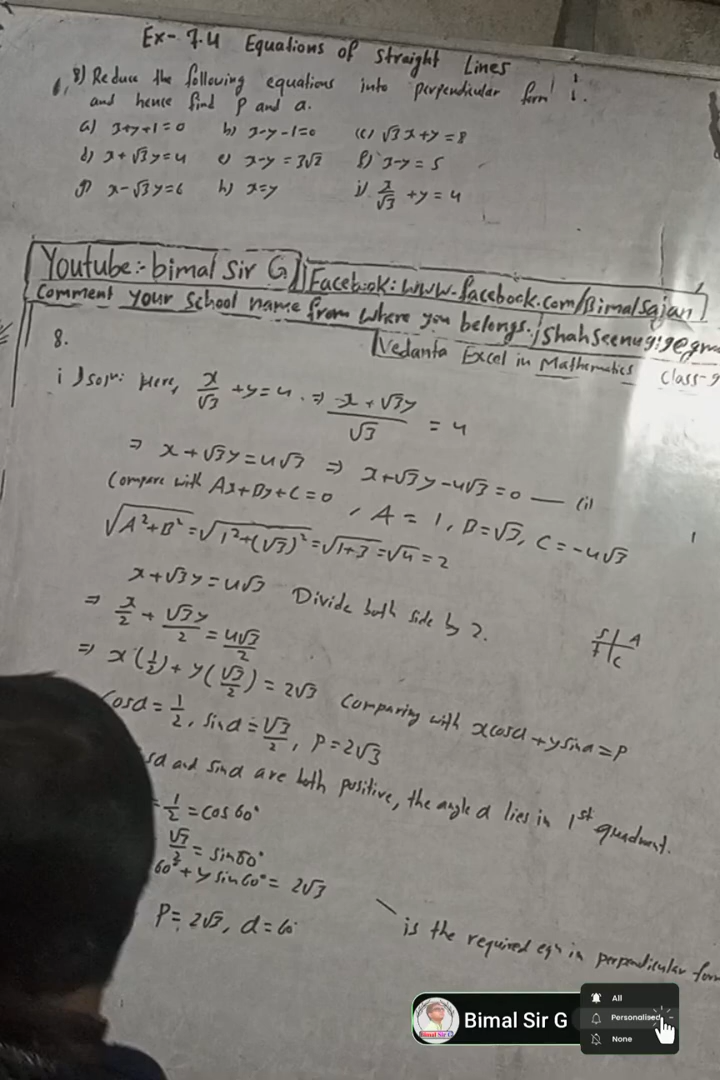 Ex- 7.4 Equations of Straight Lines
8) Reduce the following equations into perpendicular form i.
and hence find P and α.
a) x+y+1=0 b) x-y-1=0 (c) √3x+y=8
d) x+√3y=4 e) x-y=3√2 f) x-y=5
g) x-√3y=6 h) x=y i) x/√3 +y=4
Youtube:- bimal sir G Facebook: www.facebook.com/Bimalsajan
Comment your school name from where you belongs.
Vedanta Excel in Mathematics Class-9
8.
i) solⁿ: Here, x/√3 +y=4. ⇒ x+√3y/√3 = 4
⇒ x+√3y=4√3 ⇒ x+√3y-4√3=0 — (i)
Compare with Ax+By+C=0, A=1, B=√3, C=-4√3
√A²+B² = √1²+(√3)² = √1+3 = √4 = 2
x+√3y=4√3 Divide both side by 2.
⇒ x/2 + √3y/2 = 4√3/2
S A
T C
⇒ x(1/2)+y(√3/2) = 2√3 Comparing with xcosα+ysinα=P
Cosα=1/2, sinα=√3/2, P=2√3
sα and sinα are both positive, the angle α lies in 1st quadrant.
=1/2 = cos60°
√3/2 = sin60°
60°+y sin60°= 2√3
is the required eqn in perpendicular form
P=2√3, α=60°
Bimal Sir G
All
Personalised
None